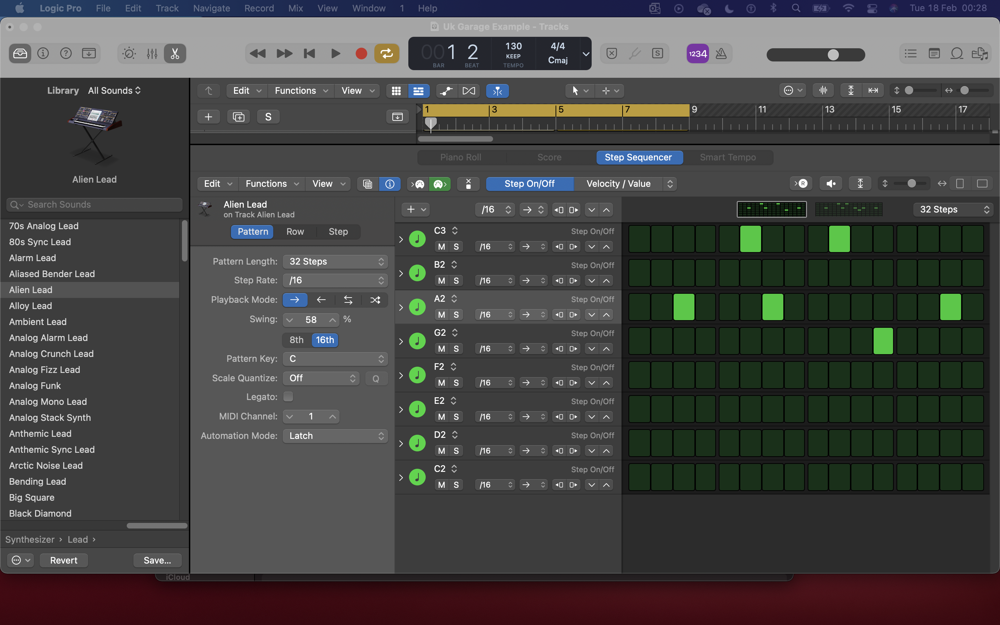 Logic Pro File Edit Track Navigate Record Mix View Window 1 Help Tue 18 Feb 00:28
Uk Garage Example - Tracks
001 2 130 4/4
KEEP Cmaj
BAR BEAT TEMPO
S 1234
Library All Sounds
Edit Functions View
S
1 3 5 7 9 11 13 15 17
Piano Roll Score Step Sequencer Smart Tempo
Alien Lead
Edit Functions View Step On/Off Velocity / Value R
Search Sounds
70s Analog Lead
80s Sync Lead
Alarm Lead
Aliased Bender Lead
Alien Lead
Alloy Lead
Ambient Lead
Analog Alarm Lead
Analog Crunch Lead
Analog Fizz Lead
Analog Funk
Analog Mono Lead
Analog Stack Synth
Anthemic Lead
Anthemic Sync Lead
Arctic Noise Lead
Bending Lead
Big Square
Black Diamond
Synthesizer › Lead ›
Revert Save...
Alien Lead
on Track Alien Lead
Pattern Row Step
Pattern Length: 32 Steps
Step Rate: /16
Playback Mode:
Swing: 58 %
8th 16th
Pattern Key: C
Scale Quantize: Off Q
Legato:
MIDI Channel: 1
Automation Mode: Latch
/16 32 Steps
C3 Step On/Off
M S /16
B2 Step On/Off
M S /16
A2 Step On/Off
M S /16
G2 Step On/Off
M S /16
F2 Step On/Off
M S /16
E2 Step On/Off
M S /16
D2 Step On/Off
M S /16
C2 Step On/Off
M S /16
iCloud